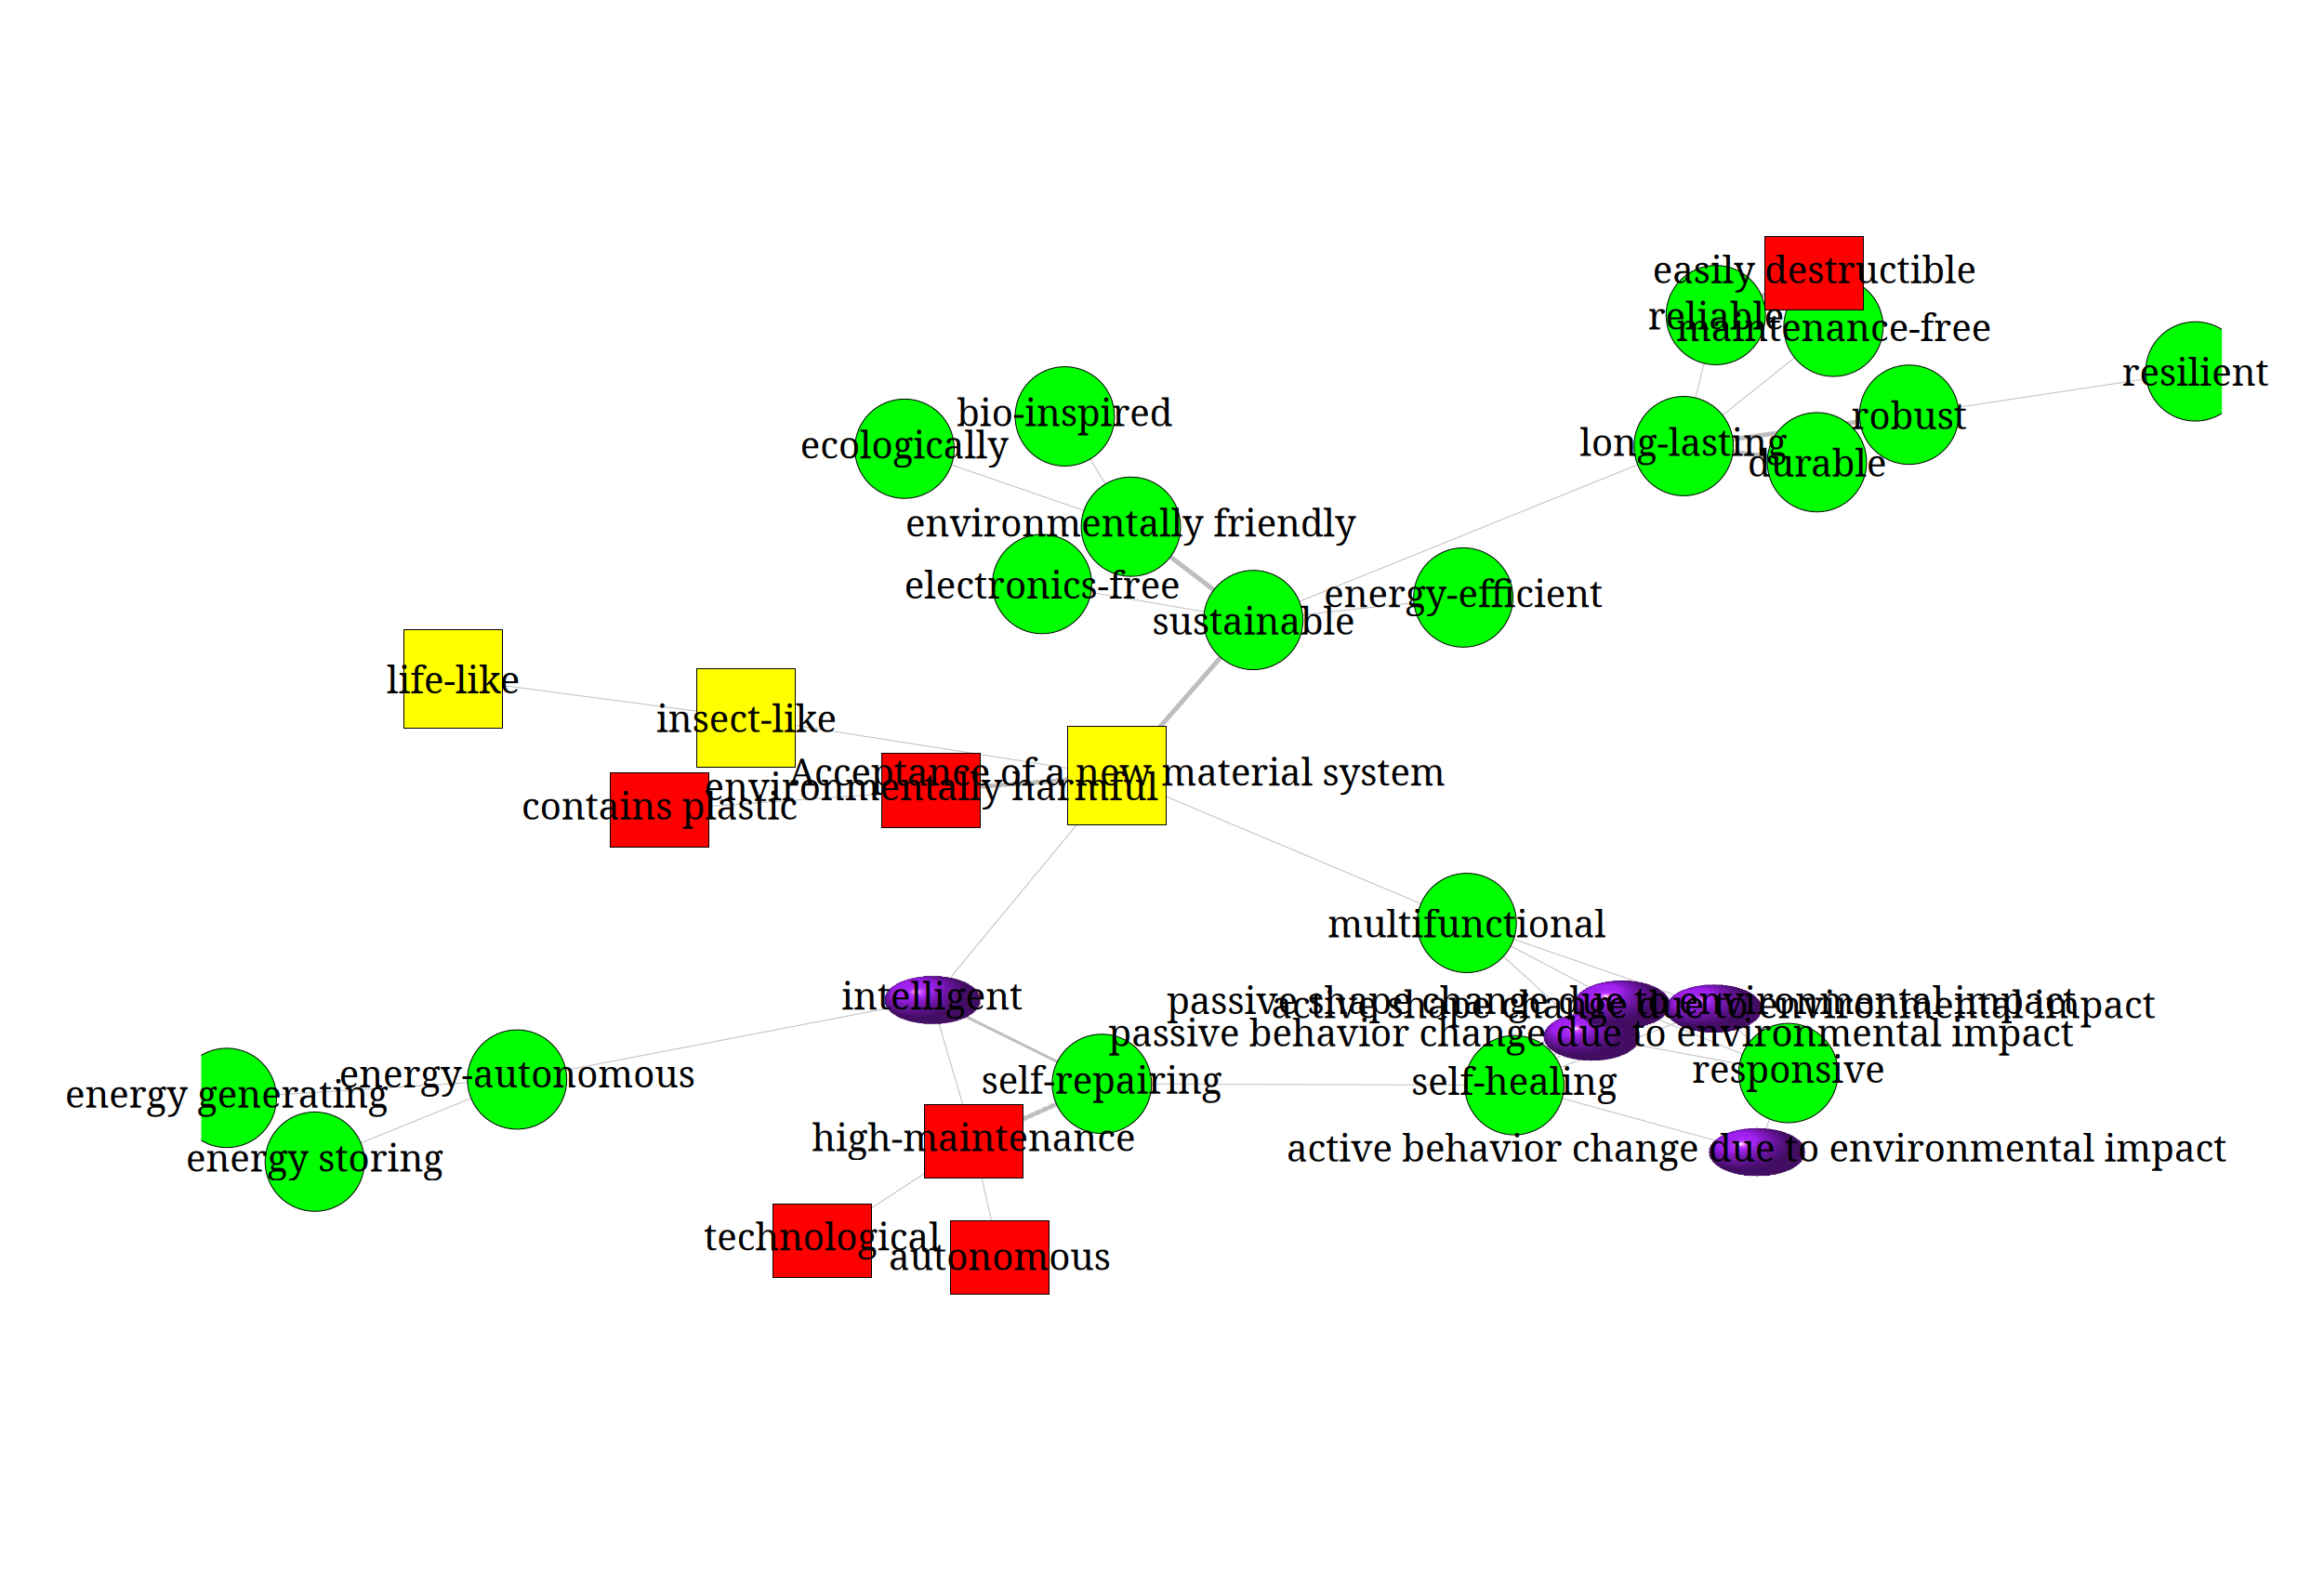 easily destructible
reliable
maintenance-free
resilient
bio-inspired
robust
ecologically
long-lasting
durable
environmentally friendly
electronics-free
energy-efficient
sustainable
life-like
insect-like
Acceptance of a new material system
environmentally harmful
contains plastic
multifunctional
intelligent
passive shape change due to environmental impact
active shape change due to environmental impact
passive behavior change due to environmental impact
energy-autonomous
responsive
self-repairing
self-healing
energy generating
high-maintenance
active behavior change due to environmental impact
energy storing
technological
autonomous